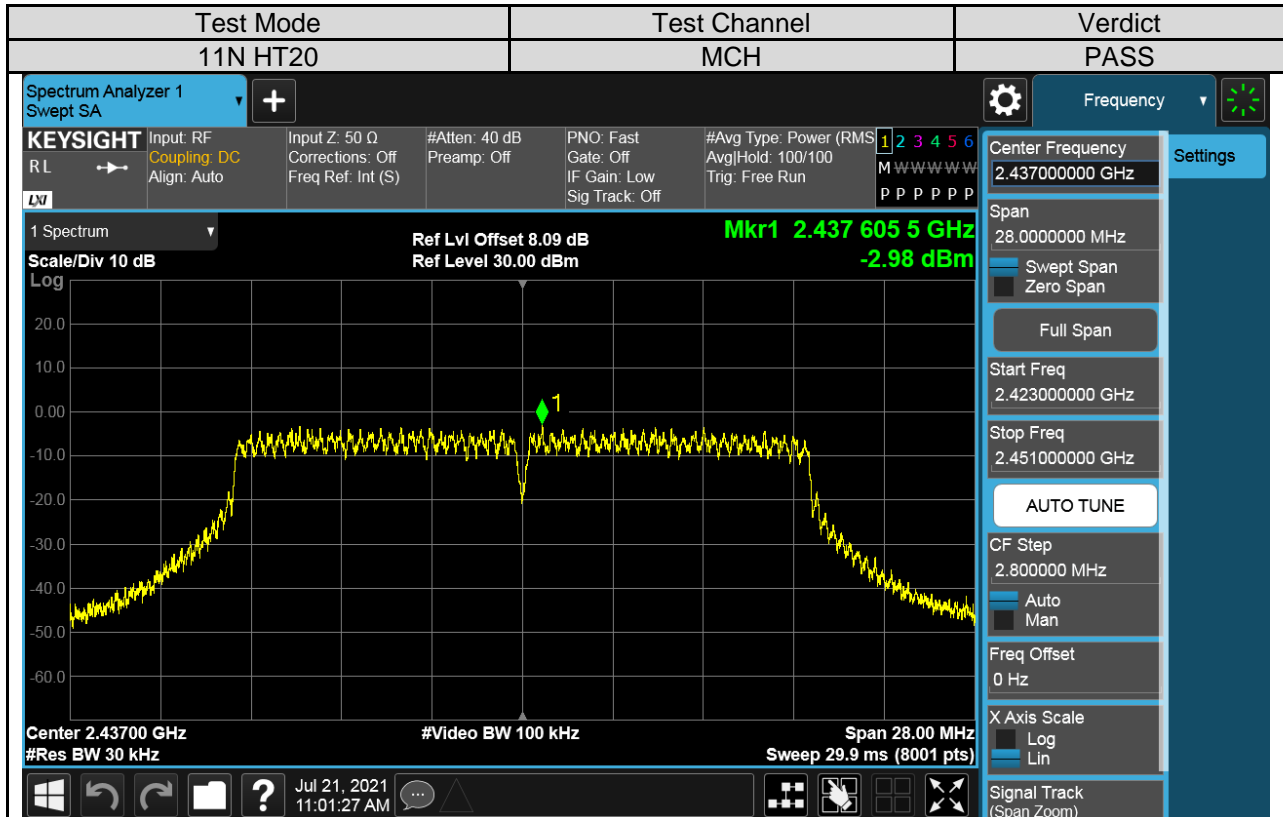 Test Mode Test Channel Verdict
11N HT20 MCH PASS
Spectrum Analyzer 1
Swept SA
+
Frequency
KEYSIGHT
RL
LXI
Input: RF
Coupling: DC
Align: Auto
Input Z: 50 Ω
Corrections: Off
Freq Ref: Int (S)
#Atten: 40 dB
Preamp: Off
PNO: Fast
Gate: Off
IF Gain: Low
Sig Track: Off
#Avg Type: Power (RMS
Avg|Hold: 100/100
Trig: Free Run
1 2 3 4 5 6
M W W W W W
P P P P P P
1 Spectrum
Scale/Div 10 dB
Ref Lvl Offset 8.09 dB
Ref Level 30.00 dBm
Mkr1 2.437 605 5 GHz
-2.98 dBm
Log
20.0
10.0
0.00
-10.0
-20.0
-30.0
-40.0
-50.0
-60.0
1
Center 2.43700 GHz
#Video BW 100 kHz
Span 28.00 MHz
#Res BW 30 kHz
Sweep 29.9 ms (8001 pts)
?
Jul 21, 2021
11:01:27 AM
Center Frequency
2.437000000 GHz
Settings
Span
28.0000000 MHz
Swept Span
Zero Span
Full Span
Start Freq
2.423000000 GHz
Stop Freq
2.451000000 GHz
AUTO TUNE
CF Step
2.800000 MHz
Auto
Man
Freq Offset
0 Hz
X Axis Scale
Log
Lin
Signal Track
(Span Zoom)